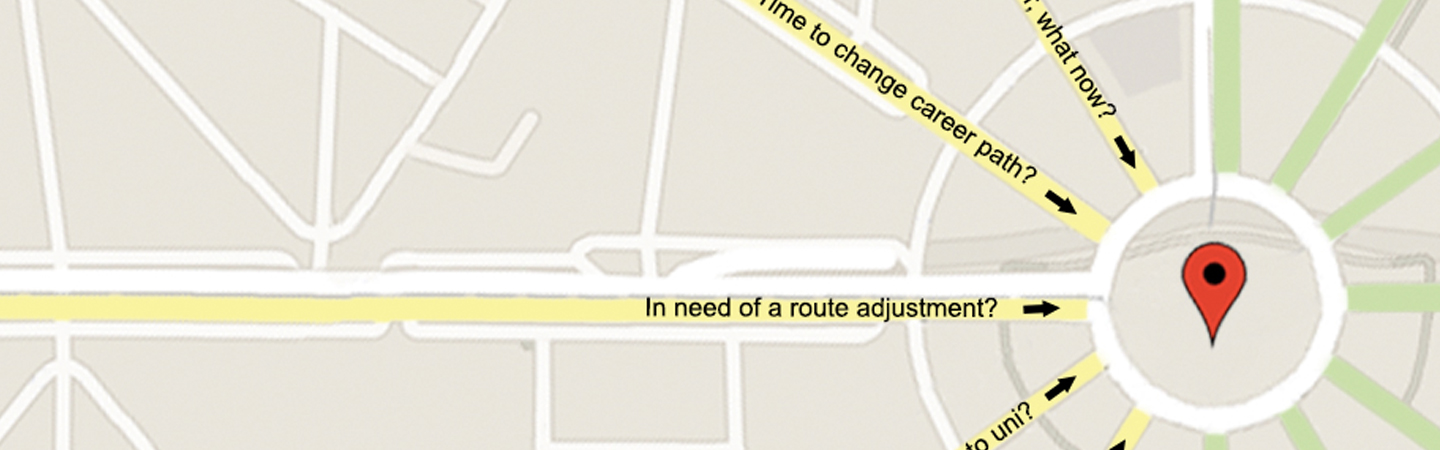 Time to change career path?
what now?
In need of a route adjustment?
to uni?